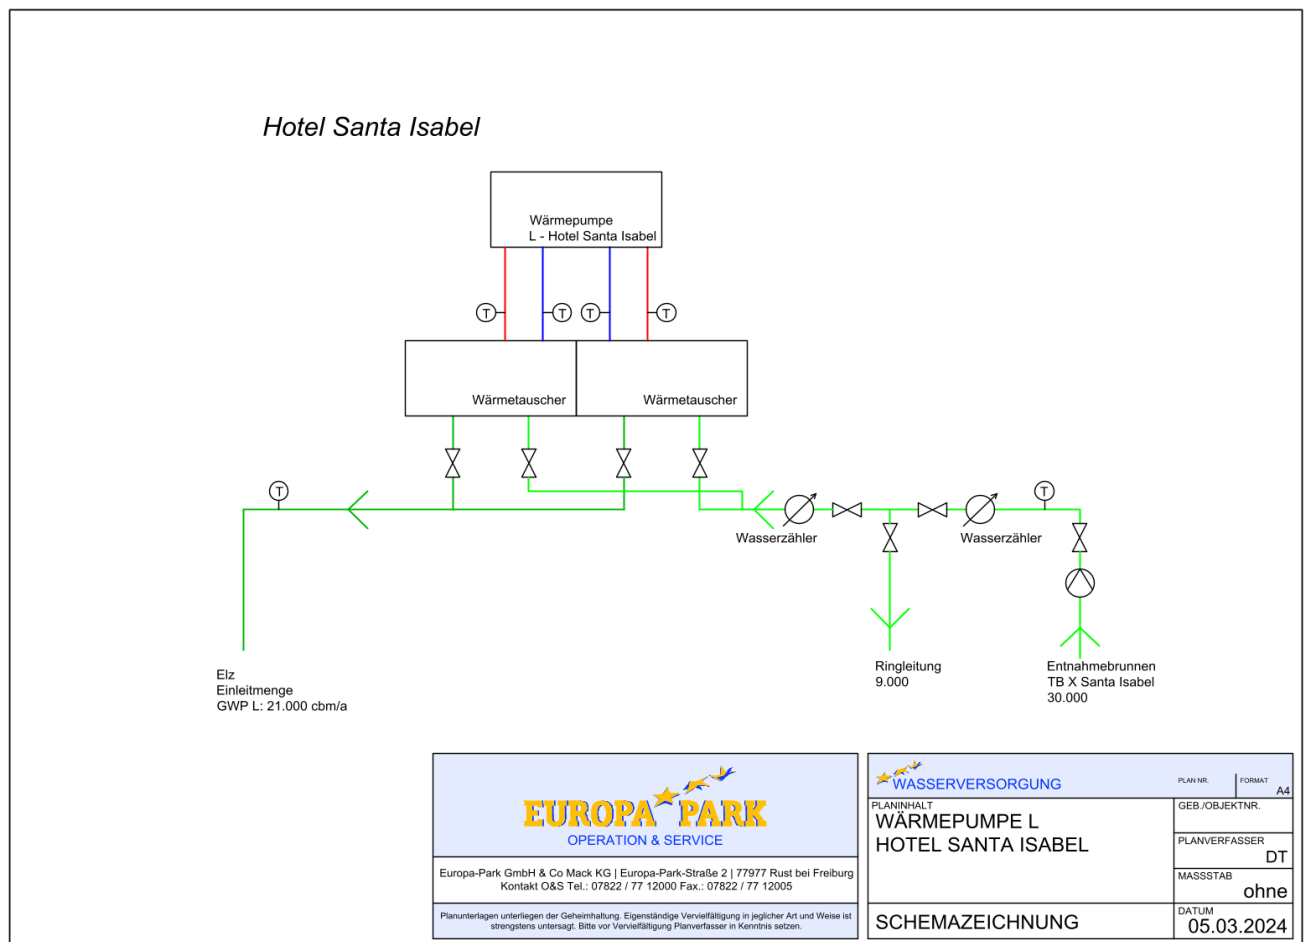 Hotel Santa Isabel
Wärmepumpe
L - Hotel Santa Isabel
T
T
T
T
Wärmetauscher
Wärmetauscher
T
T
Wasserzähler
Wasserzähler
Elz
Einleitmenge
GWP L: 21.000 cbm/a
Ringleitung
9.000
Entnahmebrunnen
TB X Santa Isabel
30.000
EUROPA PARK
OPERATION & SERVICE
Europa-Park GmbH & Co Mack KG | Europa-Park-Straße 2 | 77977 Rust bei Freiburg
Kontakt O&S Tel.: 07822 / 77 12000 Fax.: 07822 / 77 12005
Planunterlagen unterliegen der Geheimhaltung. Eigenständige Vervielfältigung in jeglicher Art und Weise ist
strengstens untersagt. Bitte vor Vervielfältigung Planverfasser in Kenntnis setzen.
WASSERVERSORGUNG
PLAN NR.
FORMAT
A4
PLANINHALT
WÄRMEPUMPE L
HOTEL SANTA ISABEL
GEB./OBJEKTNR.
PLANVERFASSER
DT
MASSSTAB
ohne
SCHEMAZEICHNUNG
DATUM
05.03.2024